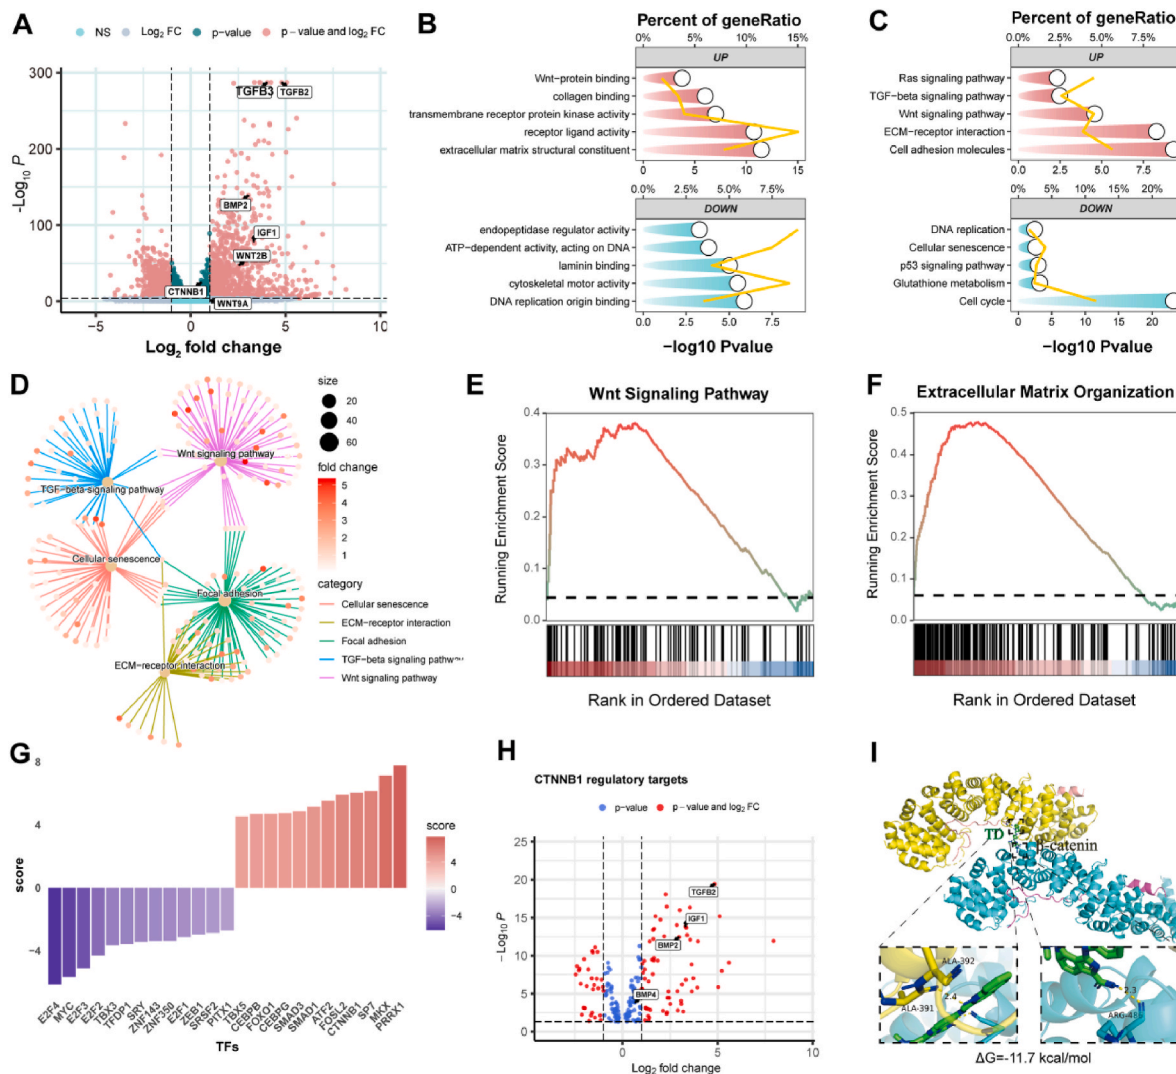 A
NS Log2 FC p-value p-value and log2 FC
300
200
100
0
-Log10 P
TGFB3
TGFB2
BMP2
IGF1
WNT2B
CTNNB1
WNT9A
-5 0 5 10
Log2 fold change
B
Percent of geneRatio
0% 5% 10% 15%
UP
Wnt-protein binding
collagen binding
transmembrane receptor protein kinase activity
receptor ligand activity
extracellular matrix structural constituent
0 5 10 15
0.0% 2.5% 5.0% 7.5%
DOWN
endopeptidase regulator activity
ATP-dependent activity, acting on DNA
laminin binding
cytoskeletal motor activity
DNA replication origin binding
0.0 2.5 5.0 7.5
-log10 Pvalue
C
Percent of geneRatio
0.0% 2.5% 5.0% 7.5%
UP
Ras signaling pathway
TGF-beta signaling pathway
Wnt signaling pathway
ECM-receptor interaction
Cell adhesion molecules
0 2 4 6 8
0% 5% 10% 15% 20%
DOWN
DNA replication
Cellular senescence
p53 signaling pathway
Glutathione metabolism
Cell cycle
0 5 10 15 20
-log10 Pvalue
D
Wnt signaling pathway
TGF-beta-signaling pathway
Cellular senescence
Focal adhesion
ECM-receptor interaction
size
20
40
60
fold change
5
4
3
2
1
category
Cellular senescence
ECM-receptor interaction
Focal adhesion
TGF-beta signaling pathway
Wnt signaling pathway
E
Wnt Signaling Pathway
0.4
0.3
0.2
0.1
0.0
Running Enrichment Score
Rank in Ordered Dataset
F
Extracellular Matrix Organization
0.5
0.4
0.3
0.2
0.1
0.0
Running Enrichment Score
Rank in Ordered Dataset
G
8
4
0
-4
score
E2F4 MYC E2F3 E2F2 ETBX3 TFDP1 SRY ZNF143 ZNF350 E2F1 TFEB1 SRSF2 PITX1 TBX5 CEBPB FOXO1 CEBPG SMAD3 SMAD1 ATF2 FOSL2 CTNNB1 SP7 MKX PRRX1
TFs
score
4
0
-4
H
CTNNB1 regulatory targets
p-value p-value and log2 FC
25
20
15
10
5
0
-Log10 P
TGFB2
IGF1
BMP2
BMP4
0 5 10
Log2 fold change
I
TD
β-catenin
ALA-392
2.4
ALA-391
2.3
ΔG=-11.7 kcal/mol